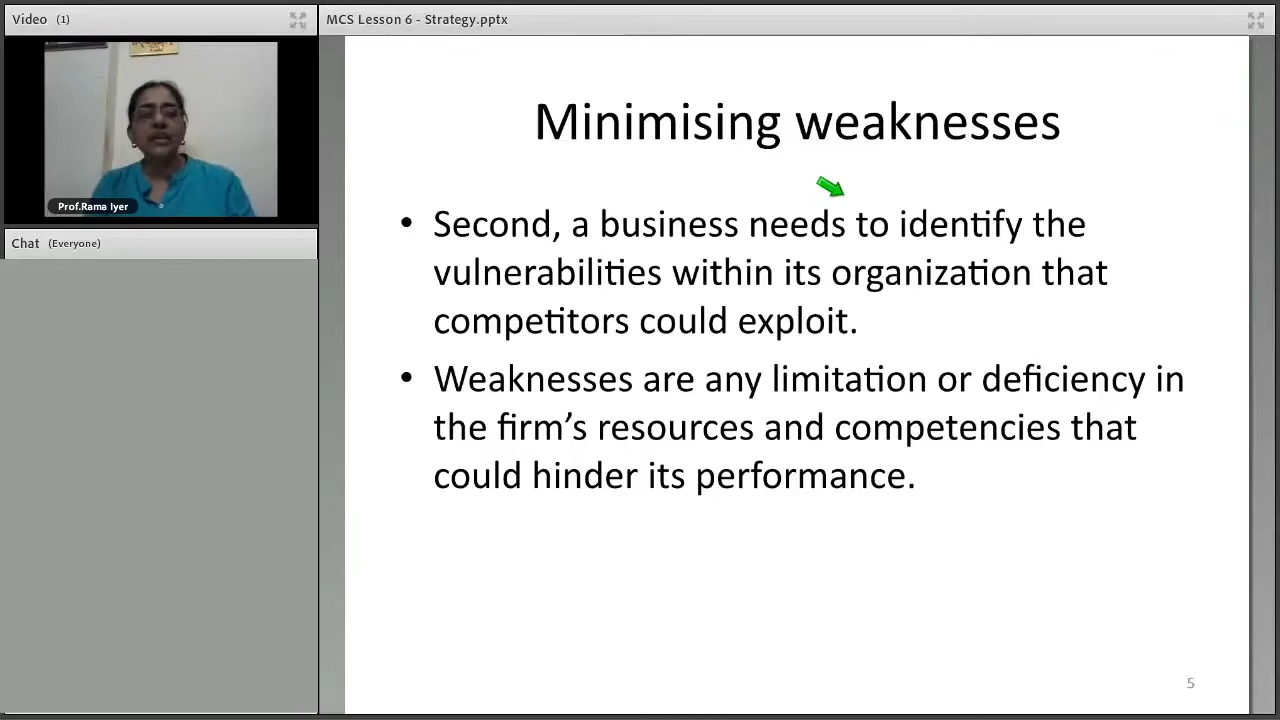 Video (1)
MCS Lesson 6 - Strategy.pptx
Prof.Rama Iyer
Chat (Everyone)
Minimising weaknesses
• Second, a business needs to identify the
vulnerabilities within its organization that
competitors could exploit.
• Weaknesses are any limitation or deficiency in
the firm’s resources and competencies that
could hinder its performance.
5